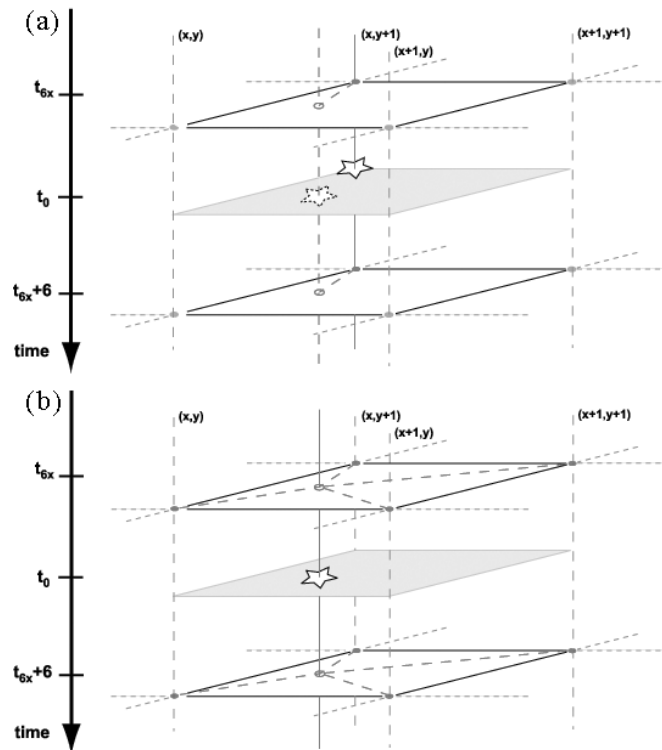 (a)
(x,y)
(x,y+1)
(x+1,y)
(x+1,y+1)
t6x
t0
t6x+6
time
(b)
(x,y)
(x,y+1)
(x+1,y)
(x+1,y+1)
t6x
t0
t6x+6
time